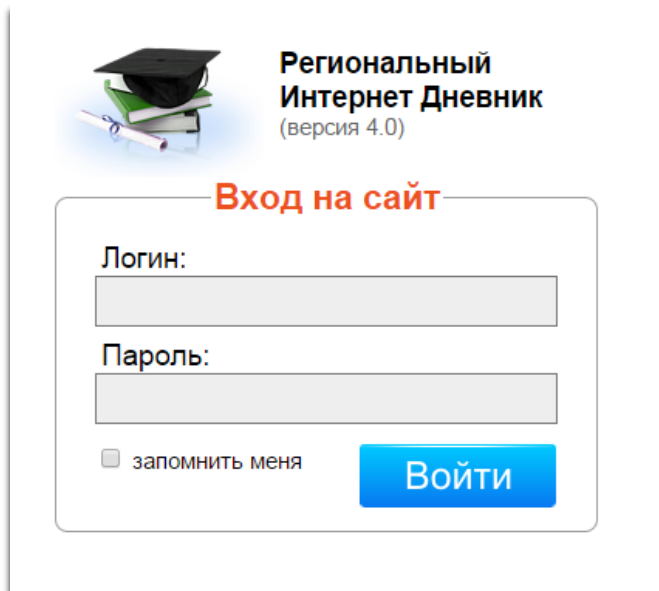 Региональный
Интернет Дневник
(версия 4.0)
Вход на сайт
Логин:
Пароль:
запомнить меня
Войти